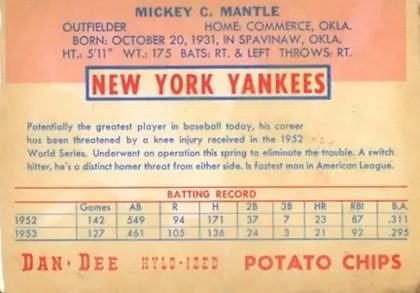 MICKEY C. MANTLE
OUTFIELDER HOME: COMMERCE, OKLA.
BORN: OCTOBER 20, 1931, IN SPAVINAW, OKLA.
HT.: 5'11" WT.: 175 BATS: RT. & LEFT THROWS: RT.
NEW YORK YANKEES
Potentially the greatest player in baseball today, his career
has been threatened by a knee injury received in the 1952
World Series. Underwent an operation this spring to eliminate the trouble. A switch
hitter, he's a distinct homer threat from either side. Is fastest man in American League.
BATTING RECORD
Games AB R H 2B 3B HR RBI B.A.
1952 142 549 94 171 37 7 23 87 .311
1953 127 461 105 136 24 3 21 92 .295
DAN·DEE HYLO-IZED POTATO CHIPS